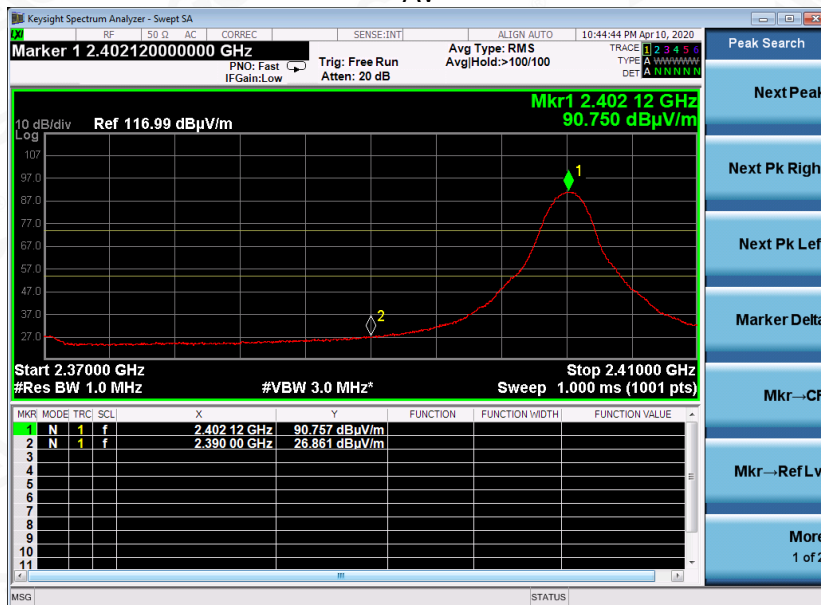 AV
Keysight Spectrum Analyzer - Swept SA
LXI RF 50 Ω AC CORREC SENSE:INT ALIGN AUTO 10:44:44 PM Apr 10, 2020
Marker 1 2.402120000000 GHz
PNO: Fast
IFGain:Low
Trig: Free Run
Atten: 20 dB
Avg Type: RMS
Avg|Hold:>100/100
TRACE 1 2 3 4 5 6
TYPE A WWWWW
DET A N N N N N
Mkr1 2.402 12 GHz
90.750 dBµV/m
10 dB/div Ref 116.99 dBµV/m
Log
107
97.0
87.0
77.0
67.0
57.0
47.0
37.0
27.0
1
2
Start 2.37000 GHz Stop 2.41000 GHz
#Res BW 1.0 MHz #VBW 3.0 MHz* Sweep 1.000 ms (1001 pts)
MKR MODE TRC SCL X Y FUNCTION FUNCTION WIDTH FUNCTION VALUE
1 N 1 f 2.402 12 GHz 90.757 dBµV/m
2 N 1 f 2.390 00 GHz 26.861 dBµV/m
3
4
5
6
7
8
9
10
11
MSG STATUS
Peak Search
Next Peak
Next Pk Righ
Next Pk Lef
Marker Delta
Mkr→CF
Mkr→Ref Lv
More
1 of 2